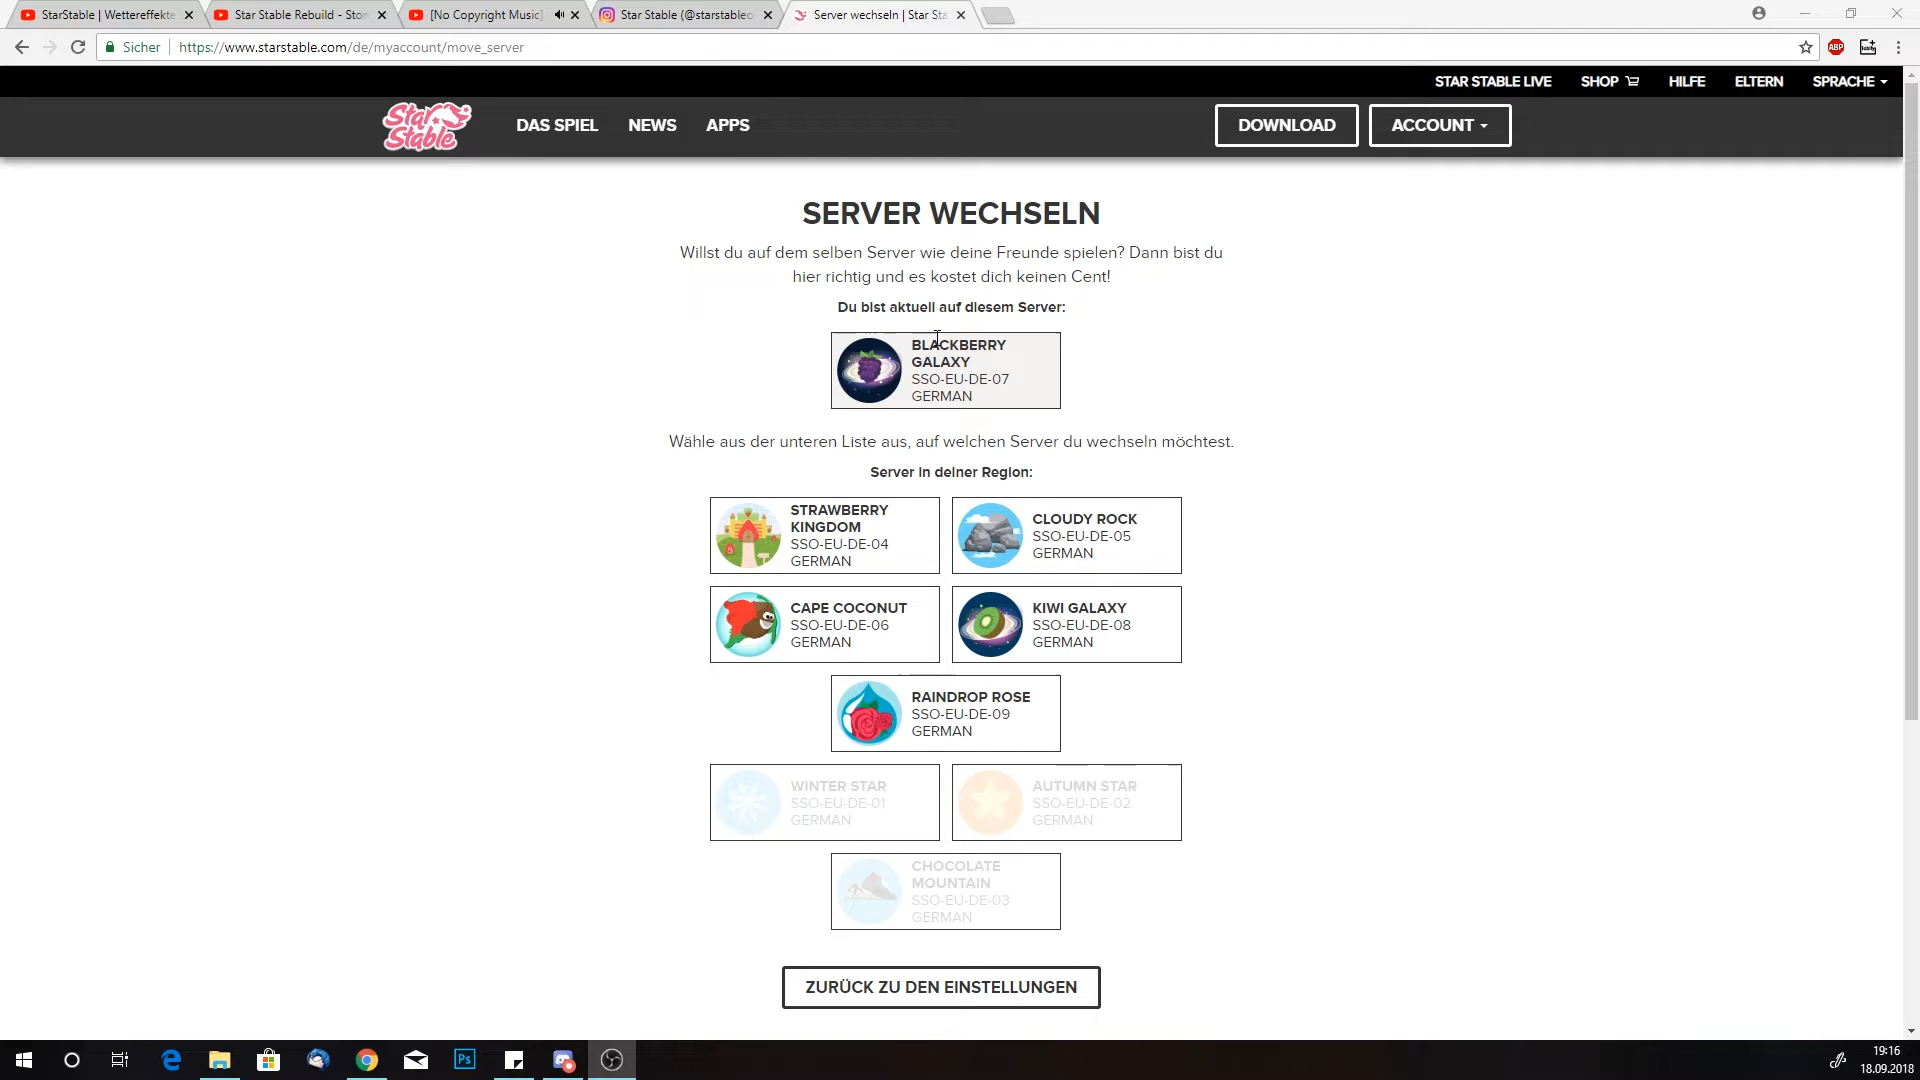 StarStable | Wettereffekte
Star Stable Rebuild - Ston
[No Copyright Music]
Star Stable (@starstablec
Server wechseln | Star Sta
Sicher
https://www.starstable.com/de/myaccount/move_server
ABP
STAR STABLE LIVE
SHOP
HILFE
ELTERN
SPRACHE
Star Stable
DAS SPIEL
NEWS
APPS
DOWNLOAD
ACCOUNT
SERVER WECHSELN
Willst du auf dem selben Server wie deine Freunde spielen? Dann bist du
hier richtig und es kostet dich keinen Cent!
Du bist aktuell auf diesem Server:
BLACKBERRY
GALAXY
SSO-EU-DE-07
GERMAN
Wähle aus der unteren Liste aus, auf welchen Server du wechseln möchtest.
Server in deiner Region:
STRAWBERRY
KINGDOM
SSO-EU-DE-04
GERMAN
CLOUDY ROCK
SSO-EU-DE-05
GERMAN
CAPE COCONUT
SSO-EU-DE-06
GERMAN
KIWI GALAXY
SSO-EU-DE-08
GERMAN
RAINDROP ROSE
SSO-EU-DE-09
GERMAN
WINTER STAR
SSO-EU-DE-01
GERMAN
AUTUMN STAR
SSO-EU-DE-02
GERMAN
CHOCOLATE
MOUNTAIN
SSO-EU-DE-03
GERMAN
ZURÜCK ZU DEN EINSTELLUNGEN
Ps
19:16
18.09.2018